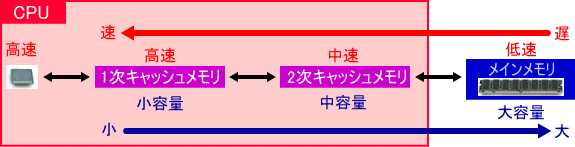 CPU
速
遅
高速
高速
中速
低速
1次キャッシュメモリ
2次キャッシュメモリ
メインメモリ
小容量
中容量
大容量
小
大